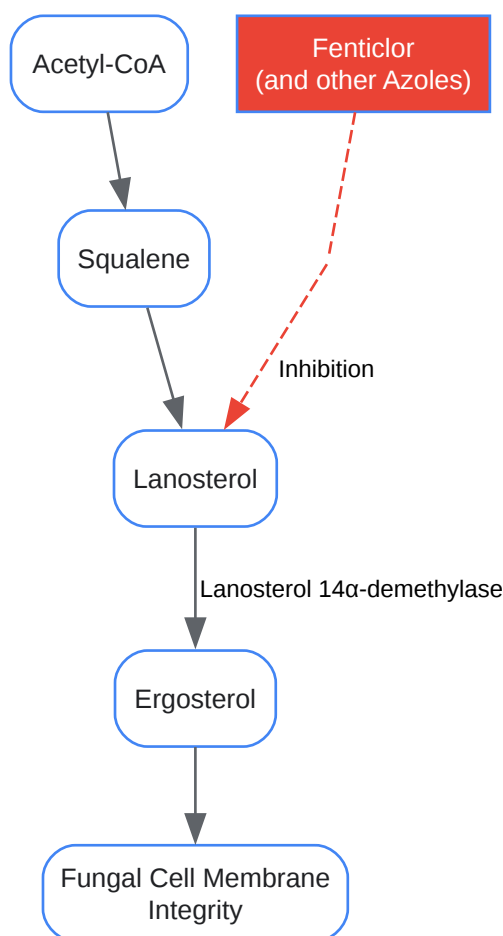 Acetyl-CoA
Fenticlor
(and other Azoles)
Squalene
Inhibition
Lanosterol
Lanosterol 14α-demethylase
Ergosterol
Fungal Cell Membrane
Integrity